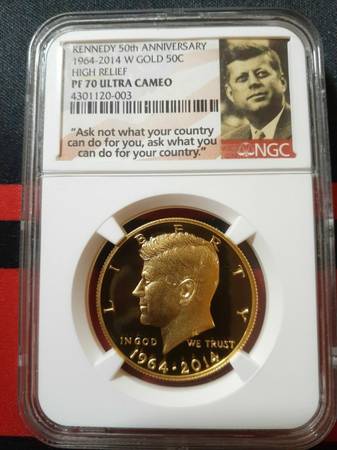 KENNEDY 50th ANNIVERSARY
1964-2014 W GOLD 50C
HIGH RELIEF
PF 70 ULTRA CAMEO
4301120-003
"Ask not what your country
can do for you, ask what you
can do for your country."
NGC
LIBERTY
IN GOD WE TRUST
1964-2014